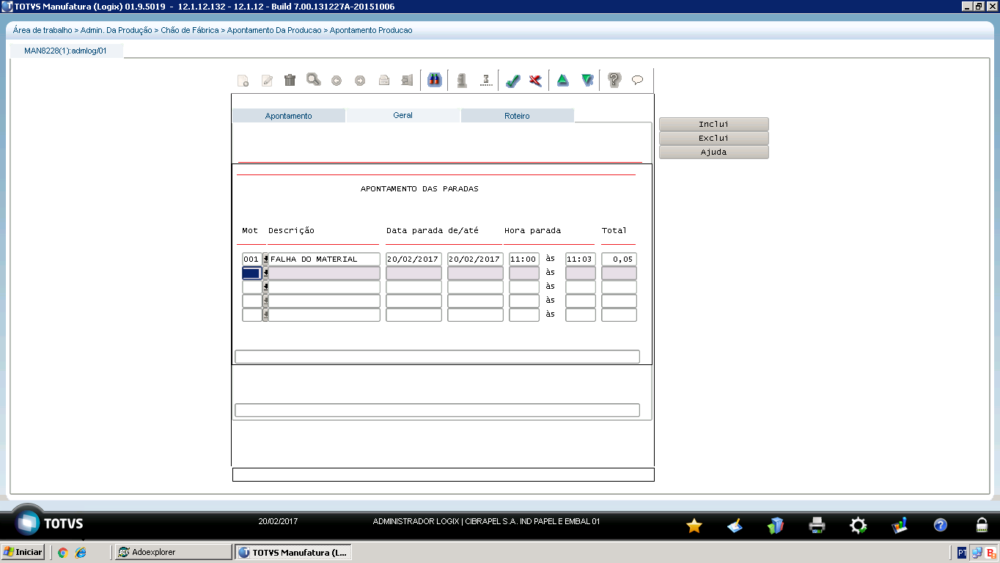 TOTVS Manufatura (Logix) 01.9.5019 - 12.1.12.132 - 12.1.12 - Build 7.00.131227A-20151006
Área de trabalho > Admin. Da Produção > Chão de Fábrica > Apontamento Da Producao > Apontamento Producao
MAN8228(1):admlog/01
Apontamento Geral Roteiro
Inclui
Exclui
Ajuda
APONTAMENTO DAS PARADAS
Mot Descrição Data parada de/até Hora parada Total
001 FALHA DO MATERIAL 20/02/2017 20/02/2017 11:00 às 11:03 0,05
às
às
às
às
TOTVS 20/02/2017 ADMINISTRADOR LOGIX | CIBRAPEL S.A. IND PAPEL E EMBAL 01
Iniciar Adoexplorer TOTVS Manufatura (L... PT